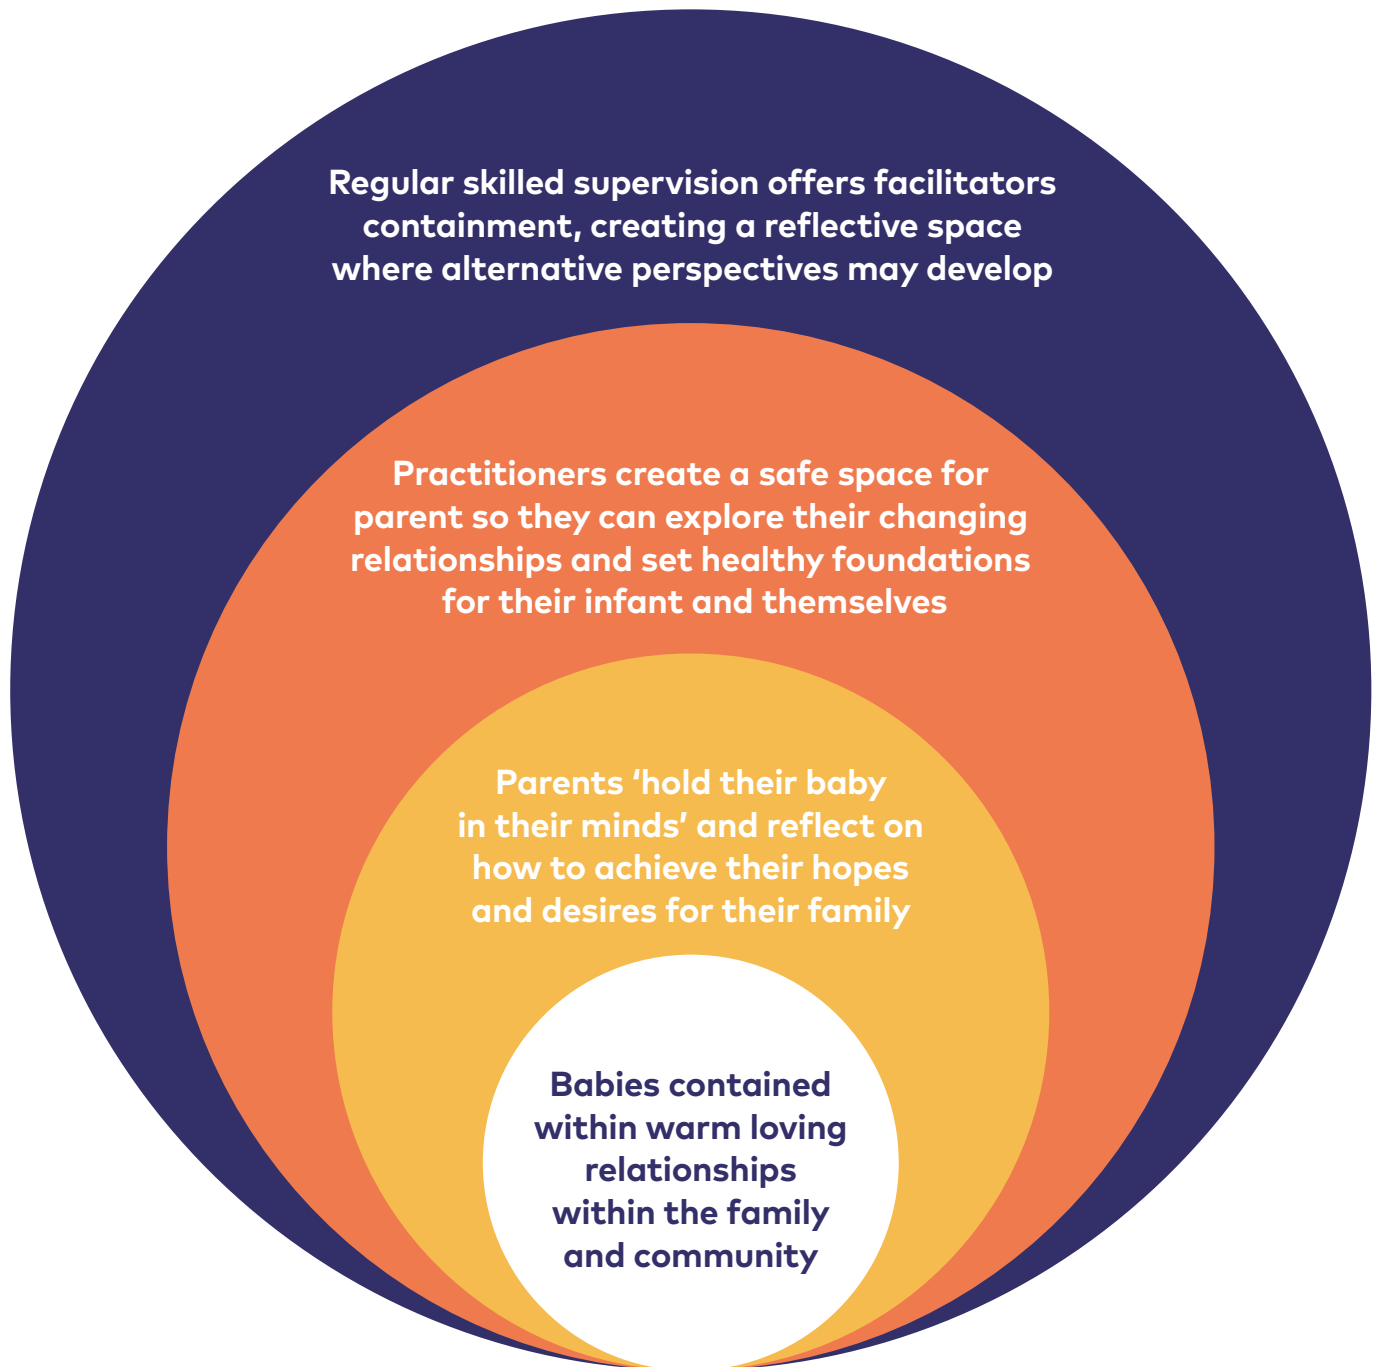 Regular skilled supervision offers facilitators
containment, creating a reflective space
where alternative perspectives may develop
Practitioners create a safe space for
parent so they can explore their changing
relationships and set healthy foundations
for their infant and themselves
Parents ‘hold their baby
in their minds’ and reflect on
how to achieve their hopes
and desires for their family
Babies contained
within warm loving
relationships
within the family
and community